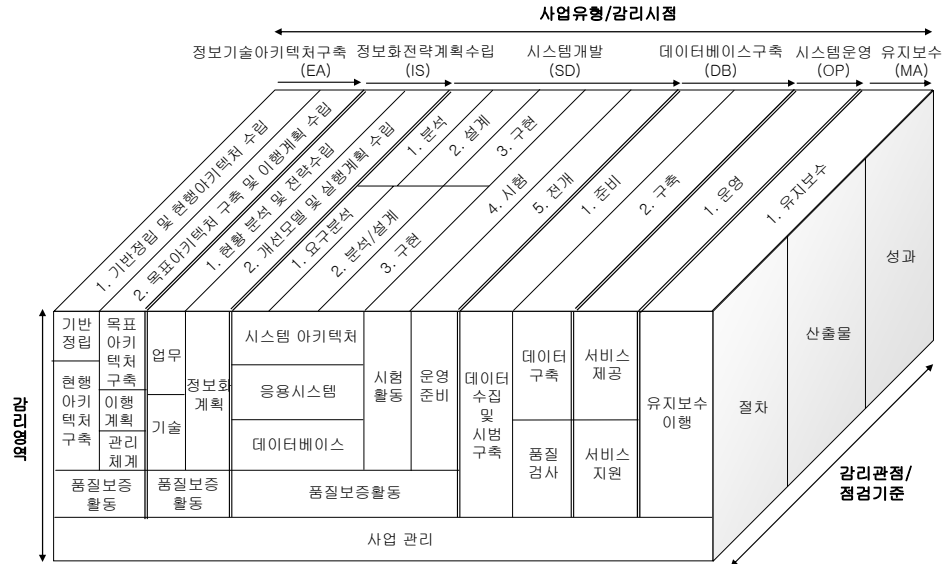 사업유형/감리시점
정보기술아키텍처구축 정보화전략계획수립 시스템개발 데이터베이스구축 시스템운영 유지보수
(EA) (IS) (SD) (DB) (OP) (MA)
1. 기반정립 및 현행아키텍처 수립
2. 목표아키텍처 구축 및 이행계획 수립
1. 현황 분석 및 전략수립
2. 개선모델 및 실행계획 수립
1. 분석
2. 설계
3. 구현
1. 요구분석
2. 분석/설계
3. 구현
4. 시험
5. 전개
1. 준비
2. 구축
1. 운영
1. 유지보수
감리영역
기반
정립
현행
아키
텍처
구축
목표
아키
텍처
구축
이행
계획
관리
체계
품질보증
활동
업무
기술
정보화
계획
품질보증
활동
시스템 아키텍처
응용시스템
데이터베이스
시험
활동
운영
준비
품질보증활동
데이터
수집
및
시범
구축
데이터
구축
품질
검사
서비스
제공
서비스
지원
유지보수
이행
사업 관리
절차
산출물
성과
감리관점/
점검기준